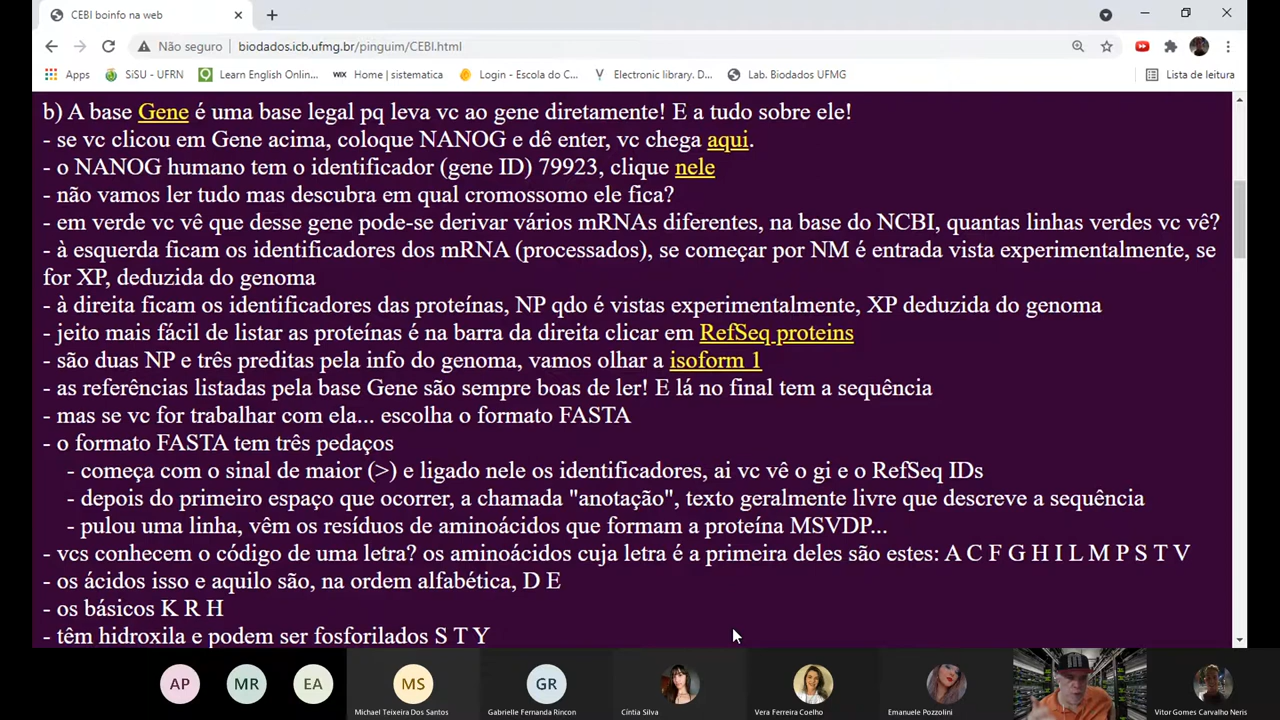 CEBI boinfo na web
Não seguro
biodados.icb.ufmg.br/pinguim/CEBI.html
Apps
SiSU - UFRN
Learn English Onlin...
WIX Home | sistematica
Login - Escola do C...
Electronic library. D...
Lab. Biodados UFMG
Lista de leitura
b) A base Gene é uma base legal pq leva vc ao gene diretamente! E a tudo sobre ele!
- se vc clicou em Gene acima, coloque NANOG e dê enter, vc chega aqui.
- o NANOG humano tem o identificador (gene ID) 79923, clique nele
- não vamos ler tudo mas descubra em qual cromossomo ele fica?
- em verde vc vê que desse gene pode-se derivar vários mRNAs diferentes, na base do NCBI, quantas linhas verdes vc vê?
- à esquerda ficam os identificadores dos mRNA (processados), se começar por NM é entrada vista experimentalmente, se
for XP, deduzida do genoma
- à direita ficam os identificadores das proteínas, NP qdo é vistas experimentalmente, XP deduzida do genoma
- jeito mais fácil de listar as proteínas é na barra da direita clicar em RefSeq proteins
- são duas NP e três preditas pela info do genoma, vamos olhar a isoform 1
- as referências listadas pela base Gene são sempre boas de ler! E lá no final tem a sequência
- mas se vc for trabalhar com ela... escolha o formato FASTA
- o formato FASTA tem três pedaços
- começa com o sinal de maior (>) e ligado nele os identificadores, ai vc vê o gi e o RefSeq IDs
- depois do primeiro espaço que ocorrer, a chamada "anotação", texto geralmente livre que descreve a sequência
- pulou uma linha, vêm os resíduos de aminoácidos que formam a proteína MSVDP...
- vcs conhecem o código de uma letra? os aminoácidos cuja letra é a primeira deles são estes: A C F G H I L M P S T V
- os ácidos isso e aquilo são, na ordem alfabética, D E
- os básicos K R H
- têm hidroxila e podem ser fosforilados S T Y
AP
MR
EA
MS
GR
Michael Teixeira Dos Santos
Gabrielle Fernanda Rincon
Cíntia Silva
Vera Ferreira Coelho
Emanuele Pozzolini
Vitor Gomes Carvalho Neris